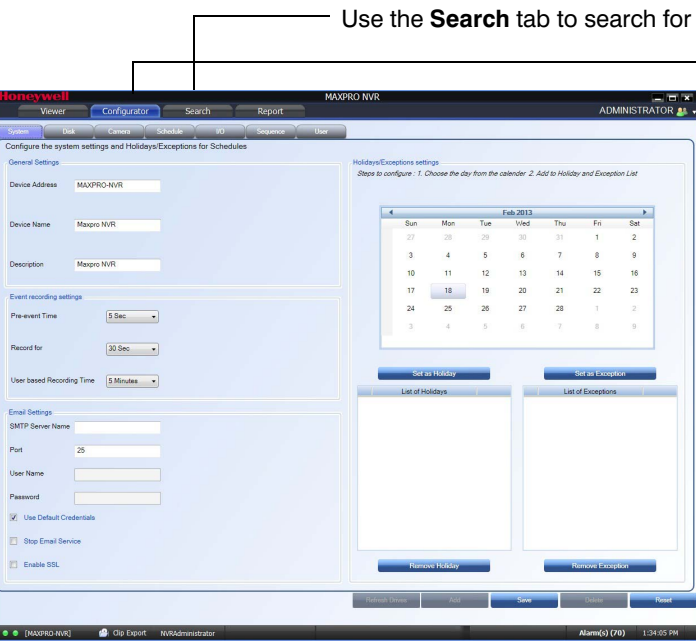 Use the Search tab to search for
Honeywell
MAXPRO NVR
Viewer Configurator Search Report
ADMINISTRATOR
System Disk Camera Schedule I/O Sequence User
Configure the system settings and Holidays/Exceptions for Schedules
General Settings
Device Address MAXPRO-NVR
Device Name Maxpro NVR
Description Maxpro NVR
Event recording settings
Pre-event Time 5 Sec
Record for 30 Sec
User based Recording Time 5 Minutes
Email Settings
SMTP Server Name
Port 25
User Name
Password
Use Default Credentials
Stop Email Service
Enable SSL
Holidays/Exceptions settings
Steps to configure : 1. Choose the day from the calender 2. Add to Holiday and Exception List
Feb 2013
Sun Mon Tue Wed Thu Fri Sat
27 28 29 30 31 1 2
3 4 5 6 7 8 9
10 11 12 13 14 15 16
17 18 19 20 21 22 23
24 25 26 27 28 1 2
3 4 5 6 7 8 9
Set as Holiday Set as Exception
List of Holidays List of Exceptions
Remove Holiday Remove Exception
Refresh Drives Add Save Delete Reset
[MAXPRO-NVR] Clip Export NVRAdministrator Alarm(s) (70) 1:34:05 PM